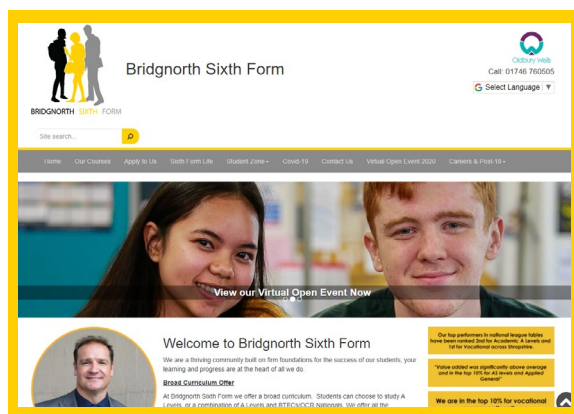 BRIDGNORTH SIXTH FORM
Bridgnorth Sixth Form
Oldbury Wells
Call: 01746 760505
G Select Language ▼
Site search...
Home Our Courses Apply to Us Sixth Form Life Student Zone Covid-19 Contact Us Virtual Open Event 2020 Careers & Post-18
View our Virtual Open Event Now
Welcome to Bridgnorth Sixth Form
We are a thriving community built on firm foundations for the success of our students, your
learning and progress are at the heart of all we do.
Broad Curriculum Offer
At Bridgnorth Sixth Form we offer a broad curriculum. Students can choose to study A
Levels, or a combination of A Levels and BTECs/OCR Nationals. We offer all the
Our top performers in national league tables
have been ranked 2nd for Academic A Levels and
1st for Vocational across Shropshire.
"Value added was significantly above average
and in the top 10% for A1 levels and Applied
General"
We are in the top 10% for vocational